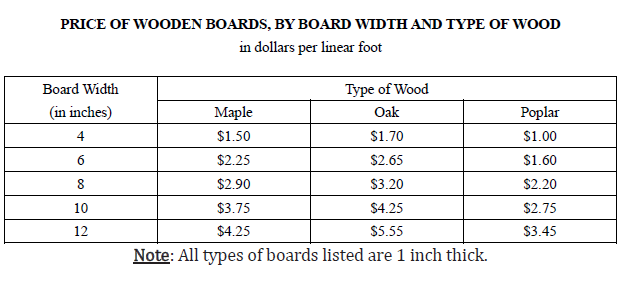 PRICE OF WOODEN BOARDS, BY BOARD WIDTH AND TYPE OF WOOD
in dollars per linear foot
Board Width (in inches) Type of Wood
Maple Oak Poplar
4 $1.50 $1.70 $1.00
6 $2.25 $2.65 $1.60
8 $2.90 $3.20 $2.20
10 $3.75 $4.25 $2.75
12 $4.25 $5.55 $3.45
Note: All types of boards listed are 1 inch thick.